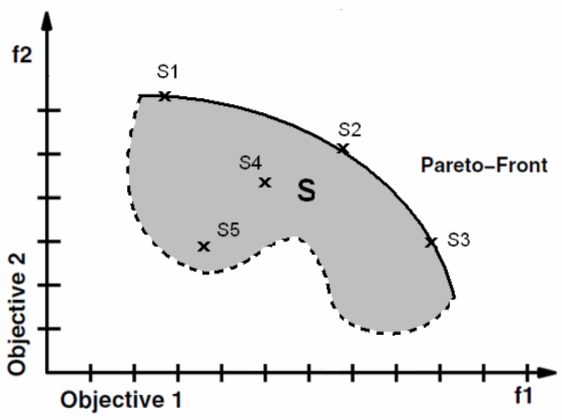 f2
S1
S2
Pareto−Front
S4
S
S5
S3
Objective 2
Objective 1
f1